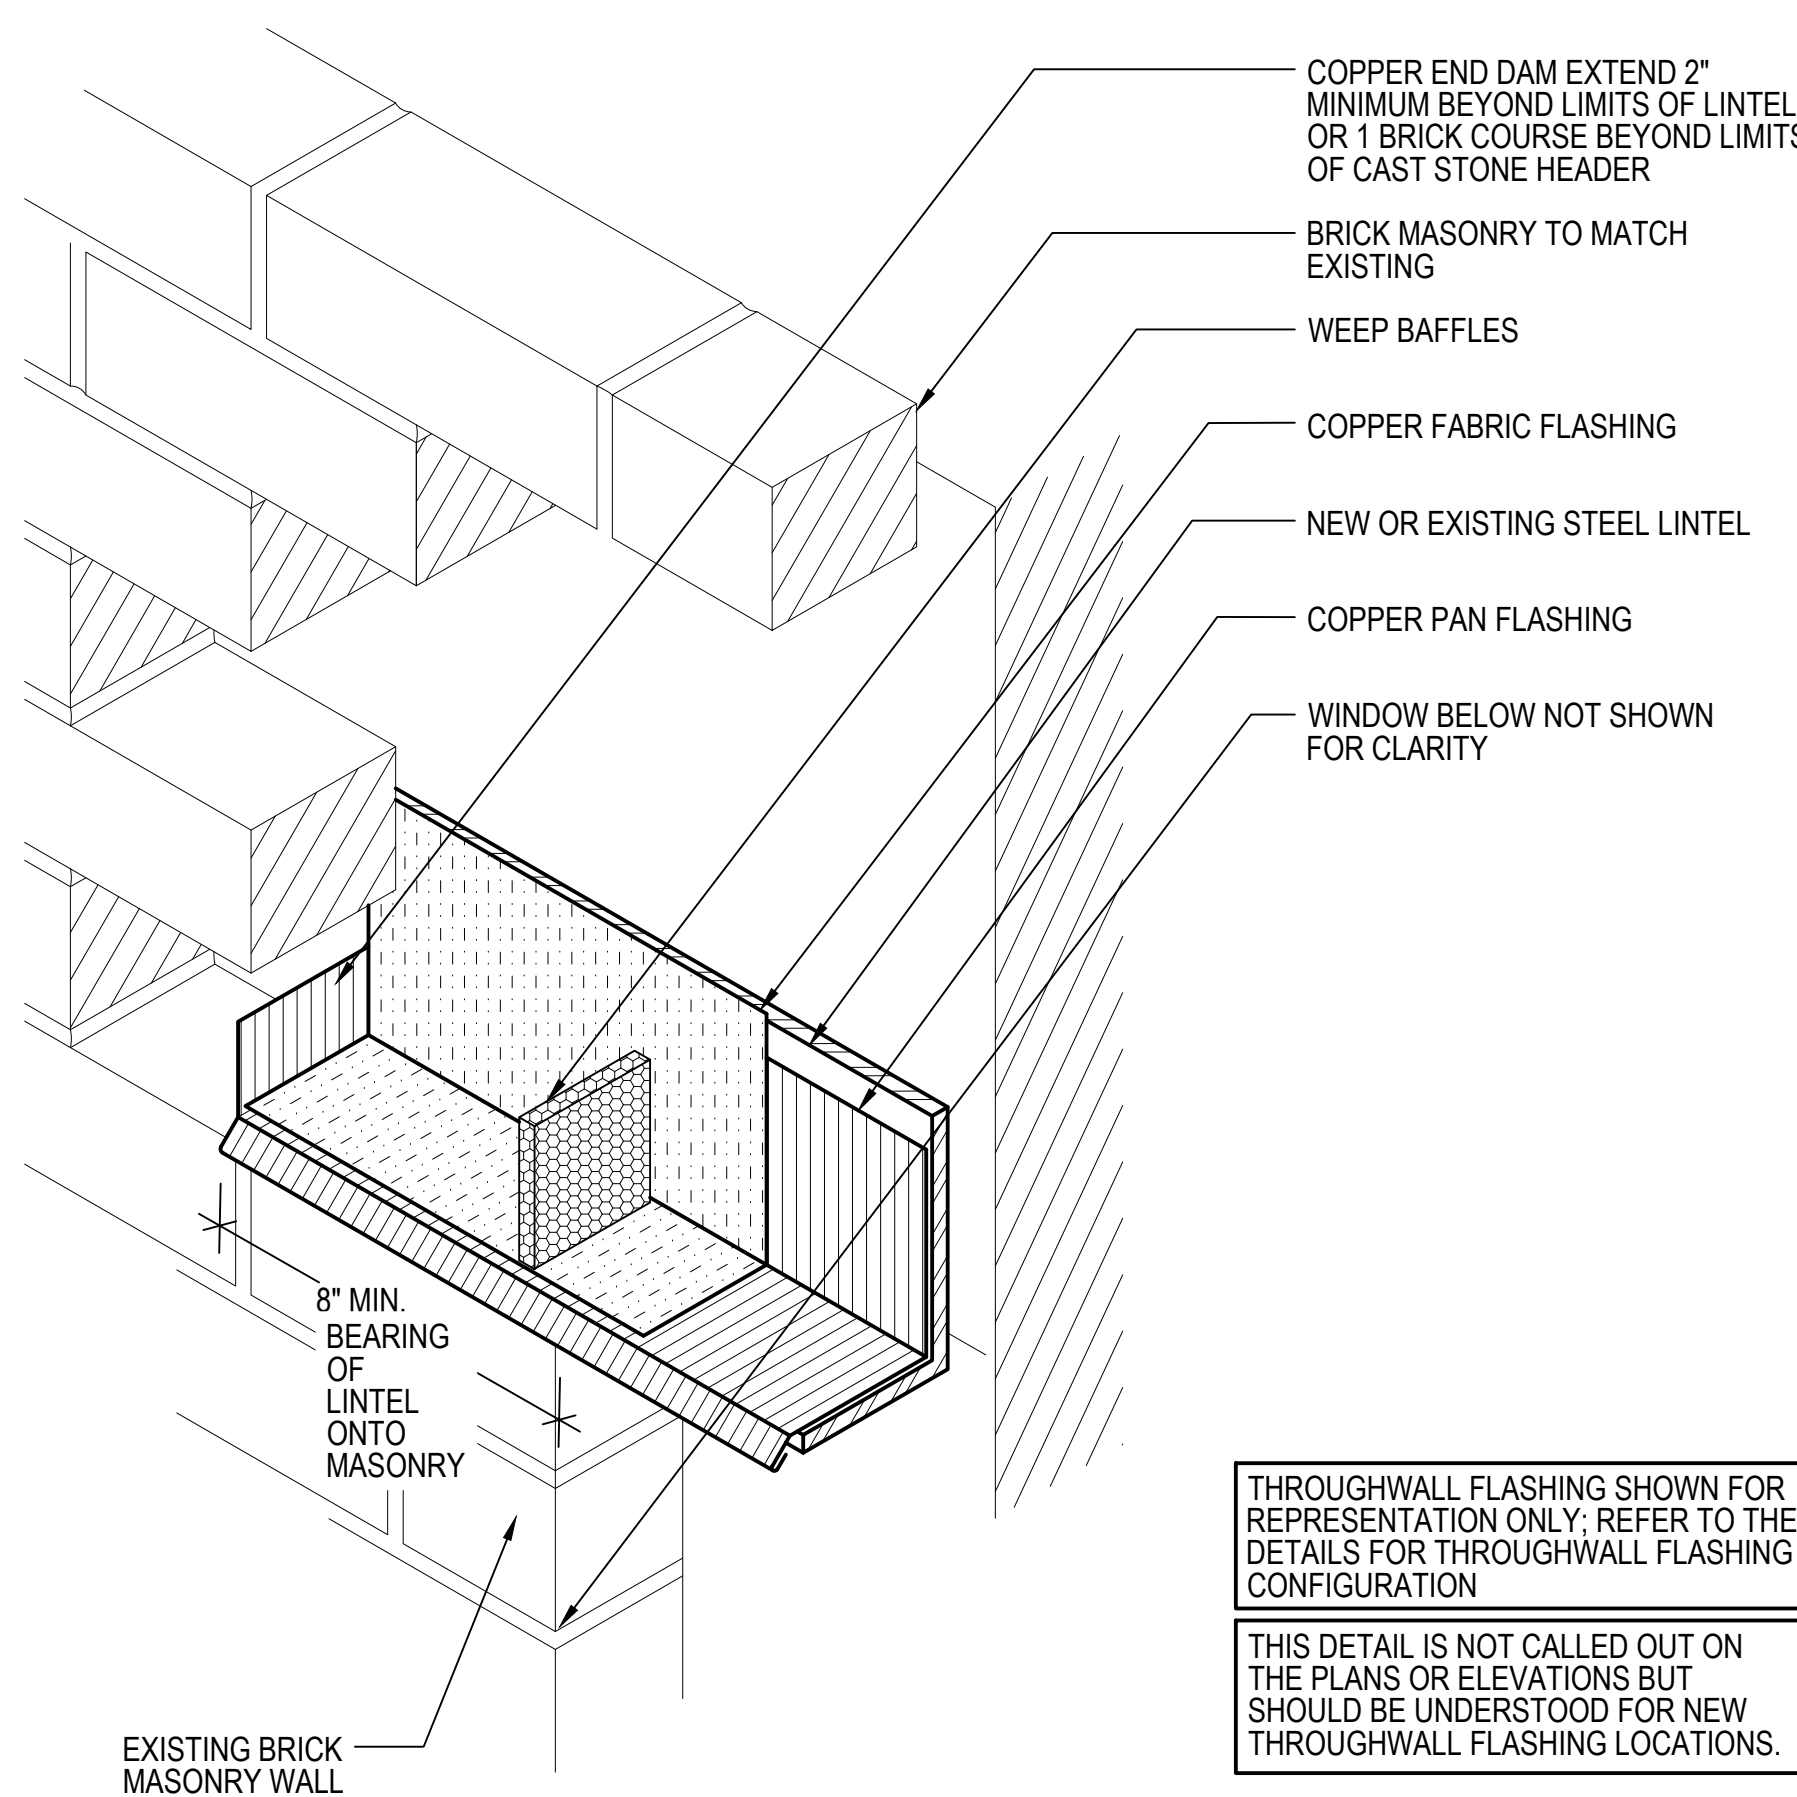 COPPER END DAM EXTEND 2"
MINIMUM BEYOND LIMITS OF LINTEL
OR 1 BRICK COURSE BEYOND LIMITS
OF CAST STONE HEADER
BRICK MASONRY TO MATCH
EXISTING
WEEP BAFFLES
COPPER FABRIC FLASHING
NEW OR EXISTING STEEL LINTEL
COPPER PAN FLASHING
WINDOW BELOW NOT SHOWN
FOR CLARITY
8" MIN.
BEARING
OF
LINTEL
ONTO
MASONRY
THROUGHWALL FLASHING SHOWN FOR
REPRESENTATION ONLY; REFER TO THE
DETAILS FOR THROUGHWALL FLASHING
CONFIGURATION
THIS DETAIL IS NOT CALLED OUT ON
THE PLANS OR ELEVATIONS BUT
SHOULD BE UNDERSTOOD FOR NEW
THROUGHWALL FLASHING LOCATIONS.
EXISTING BRICK
MASONRY WALL